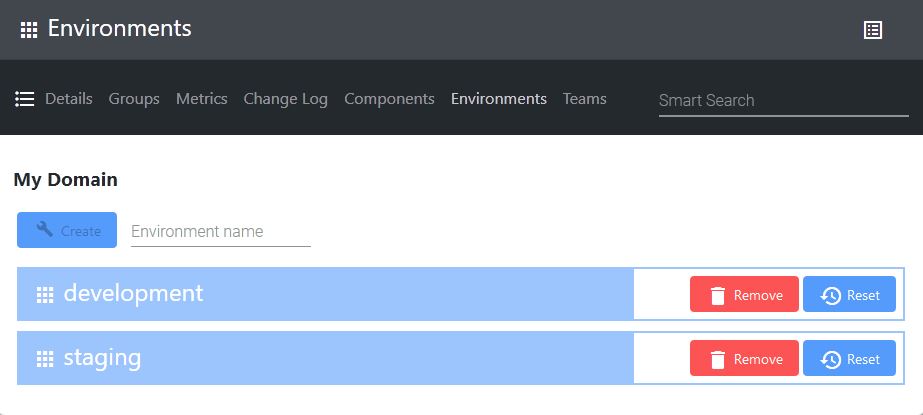 Environments
Details Groups Metrics Change Log Components Environments Teams Smart Search
My Domain
Create Environment name
development Remove Reset
staging Remove Reset